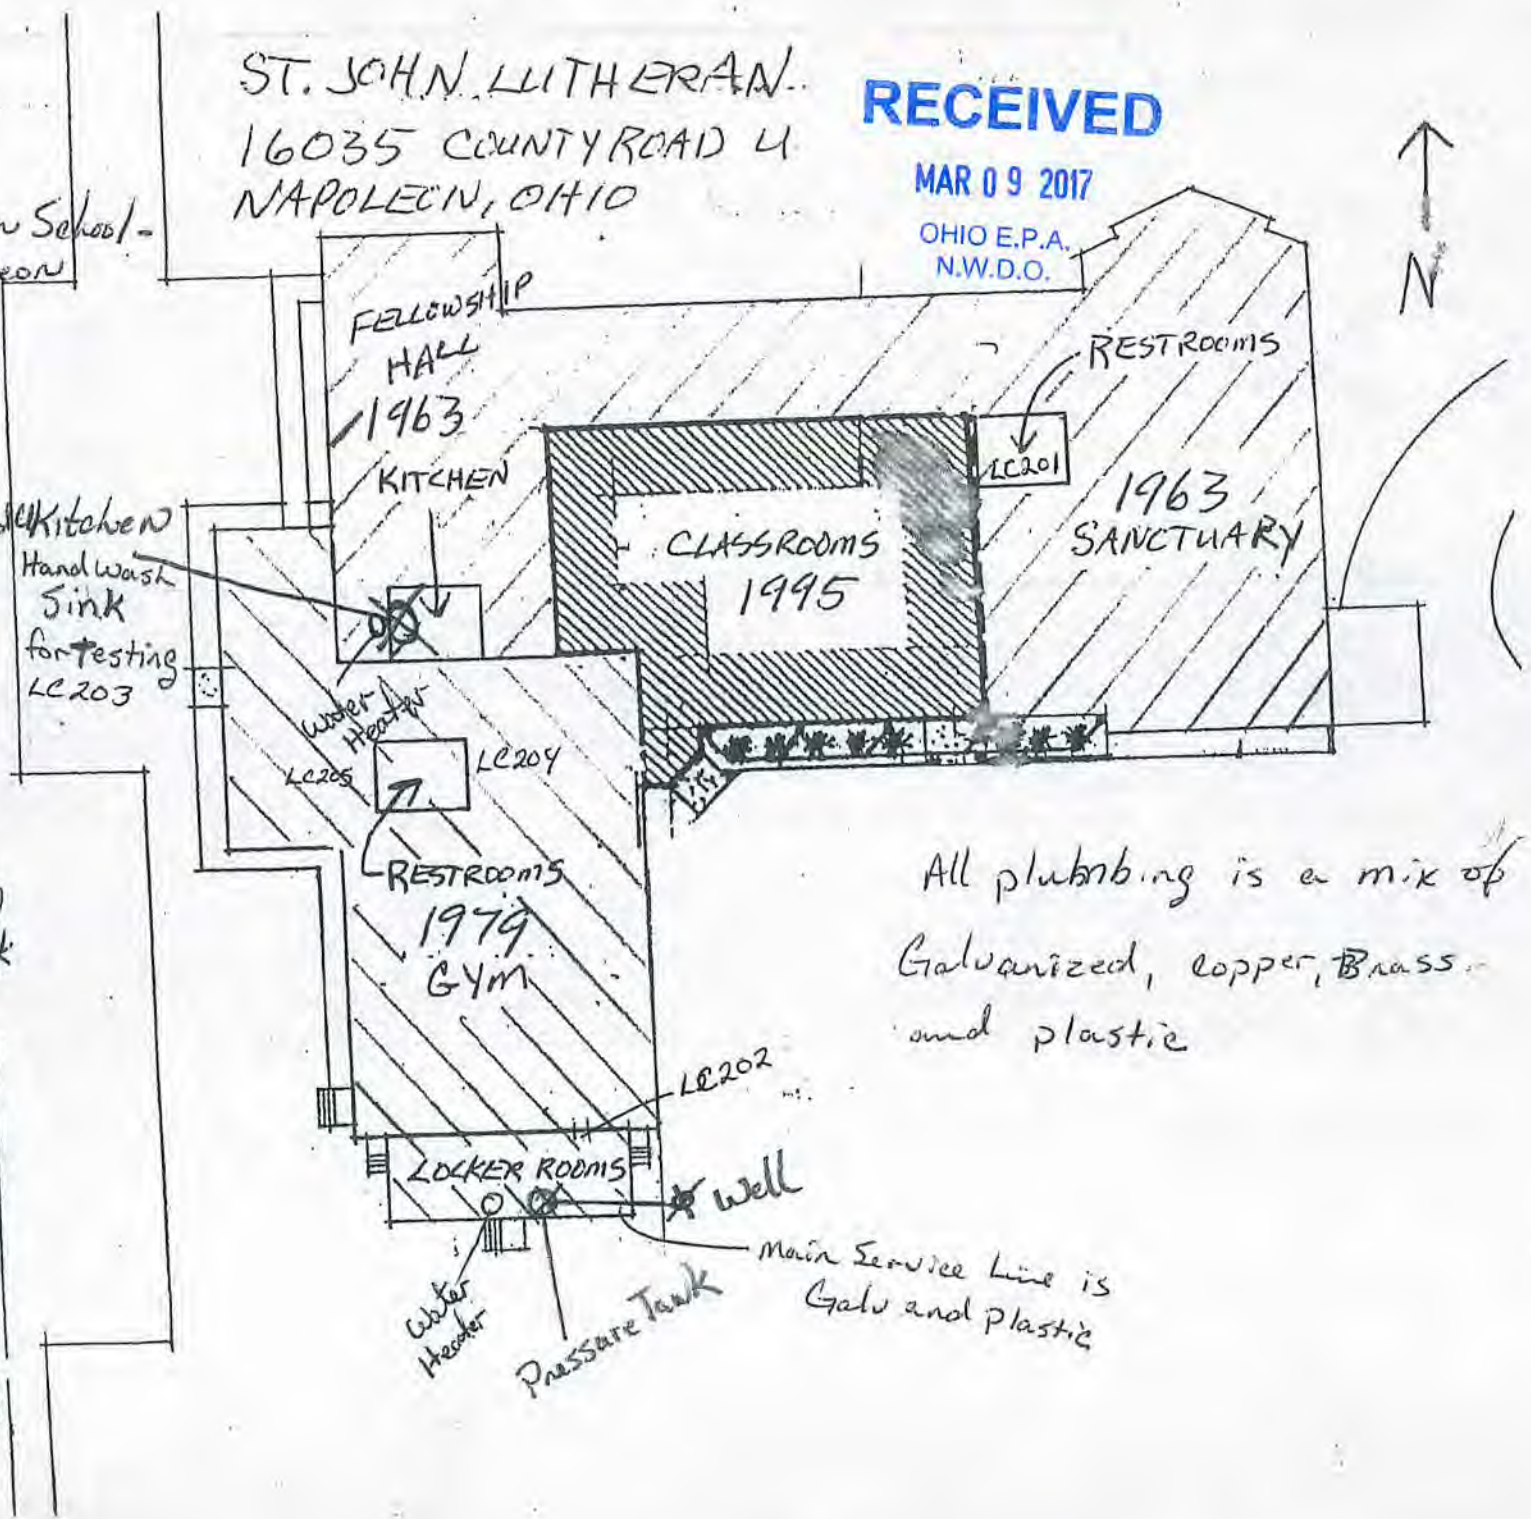 ST. JOHN LUTHERAN
16035 COUNTY ROAD U
NAPOLEON, OHIO
RECEIVED
MAR 09 2017
OHIO E.P.A.
N.W.D.O.
N
School-
FELLOWSHIP
HALL
1963
KITCHEN
RESTROOMS
LC201
1963
SANCTUARY
CLASSROOMS
1995
Kitchen
Hand Wash
Sink
for Testing
LC203
Water
Heater
LC205
LC204
RESTROOMS
1979
GYM
All plubnbing is a mix of
Galvanized, copper, Brass
and plastic
LC202
LOCKER ROOMS
Well
Main Service Line is
Galv and Plastic
Water
Heater
Pressure Tank